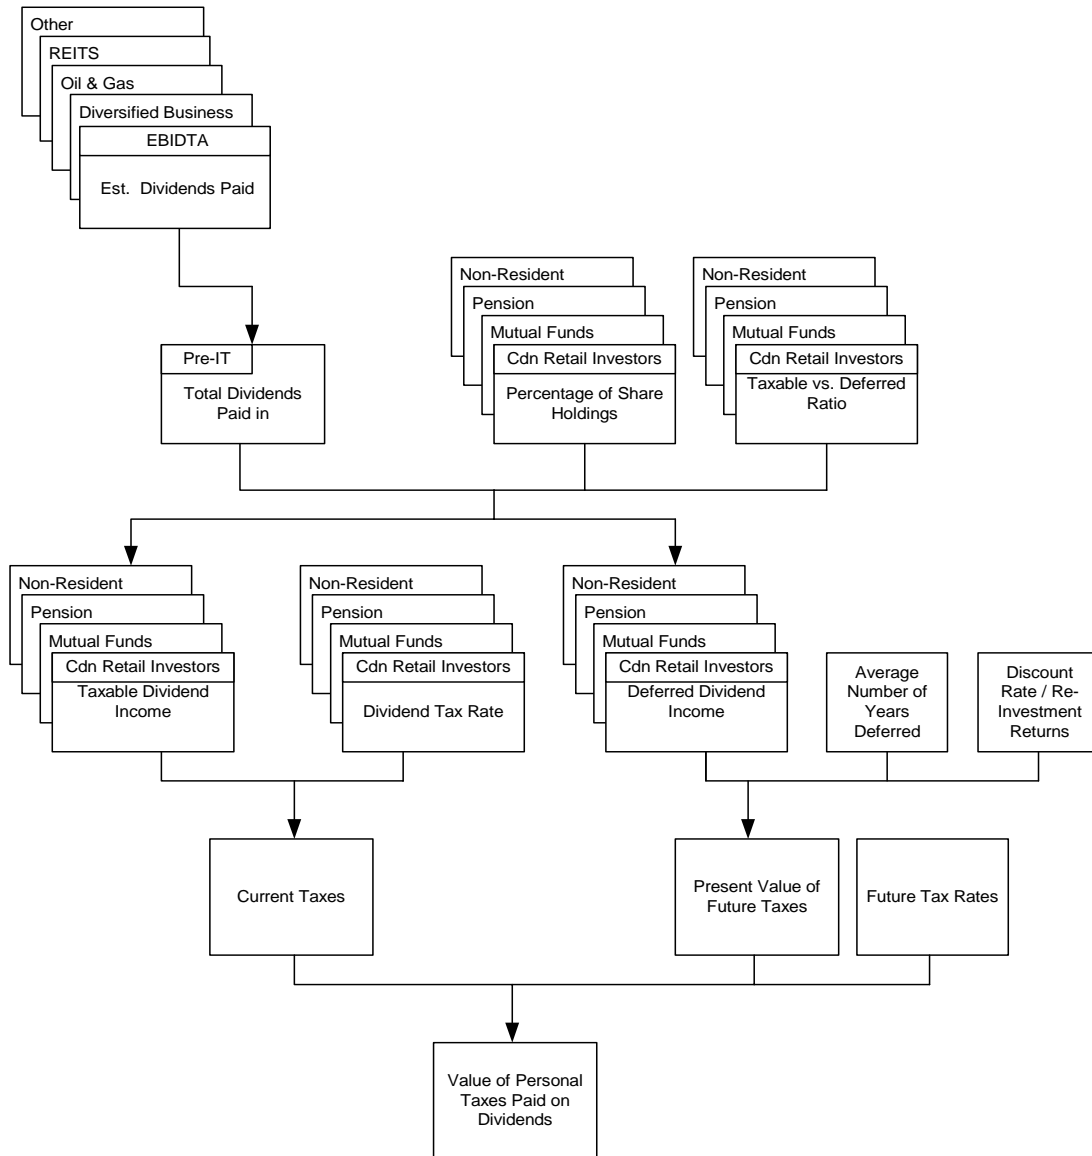 Other
REITS
Oil & Gas
Diversified Business
EBIDTA
Est.  Dividends Paid
Pre-IT
Total Dividends
Paid in
Non-Resident
Pension
Mutual Funds
Cdn Retail Investors
Percentage of Share
Holdings
Non-Resident
Pension
Mutual Funds
Cdn Retail Investors
Taxable vs. Deferred
Ratio
Non-Resident
Pension
Mutual Funds
Cdn Retail Investors
Taxable Dividend
Income
Non-Resident
Pension
Mutual Funds
Cdn Retail Investors
Dividend Tax Rate
Non-Resident
Pension
Mutual Funds
Cdn Retail Investors
Deferred Dividend
Income
Average
Number of
Years
Deferred
Discount
Rate / Re-
Investment
Returns
Current Taxes
Present Value of
Future Taxes
Future Tax Rates
Value of Personal
Taxes Paid on
Dividends